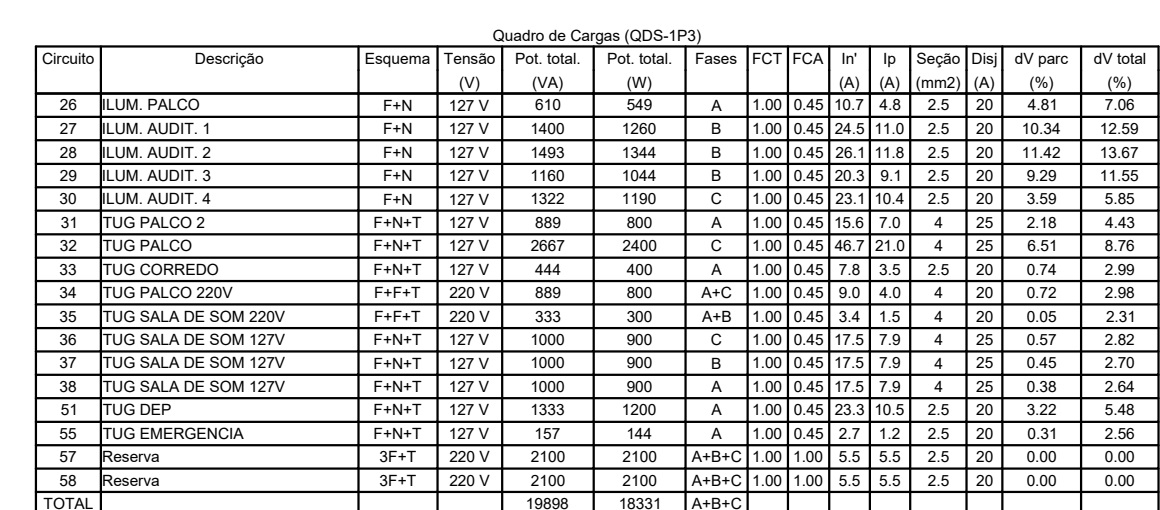 Quadro de Cargas (QDS-1P3)
Circuito Descrição Esquema Tensão Pot. total. Pot. total. Fases FCT FCA In' Ip Seção Disj dV parc dV total
(V) (VA) (W) (A) (A) (mm2) (A) (%) (%)
26 ILUM. PALCO F+N 127 V 610 549 A 1.00 0.45 10.7 4.8 2.5 20 4.81 7.06
27 ILUM. AUDIT. 1 F+N 127 V 1400 1260 B 1.00 0.45 24.5 11.0 2.5 20 10.34 12.59
28 ILUM. AUDIT. 2 F+N 127 V 1493 1344 B 1.00 0.45 26.1 11.8 2.5 20 11.42 13.67
29 ILUM. AUDIT. 3 F+N 127 V 1160 1044 B 1.00 0.45 20.3 9.1 2.5 20 9.29 11.55
30 ILUM. AUDIT. 4 F+N 127 V 1322 1190 C 1.00 0.45 23.1 10.4 2.5 20 3.59 5.85
31 TUG PALCO 2 F+N+T 127 V 889 800 A 1.00 0.45 15.6 7.0 4 25 2.18 4.43
32 TUG PALCO F+N+T 127 V 2667 2400 C 1.00 0.45 46.7 21.0 4 25 6.51 8.76
33 TUG CORREDO F+N+T 127 V 444 400 A 1.00 0.45 7.8 3.5 2.5 20 0.74 2.99
34 TUG PALCO 220V F+F+T 220 V 889 800 A+C 1.00 0.45 9.0 4.0 4 20 0.72 2.98
35 TUG SALA DE SOM 220V F+F+T 220 V 333 300 A+B 1.00 0.45 3.4 1.5 4 20 0.05 2.31
36 TUG SALA DE SOM 127V F+N+T 127 V 1000 900 C 1.00 0.45 17.5 7.9 4 25 0.57 2.82
37 TUG SALA DE SOM 127V F+N+T 127 V 1000 900 B 1.00 0.45 17.5 7.9 4 25 0.45 2.70
38 TUG SALA DE SOM 127V F+N+T 127 V 1000 900 A 1.00 0.45 17.5 7.9 4 25 0.38 2.64
51 TUG DEP F+N+T 127 V 1333 1200 A 1.00 0.45 23.3 10.5 2.5 20 3.22 5.48
55 TUG EMERGENCIA F+N+T 127 V 157 144 A 1.00 0.45 2.7 1.2 2.5 20 0.31 2.56
57 Reserva 3F+T 220 V 2100 2100 A+B+C 1.00 1.00 5.5 5.5 2.5 20 0.00 0.00
58 Reserva 3F+T 220 V 2100 2100 A+B+C 1.00 1.00 5.5 5.5 2.5 20 0.00 0.00
TOTAL 19898 18331 A+B+C